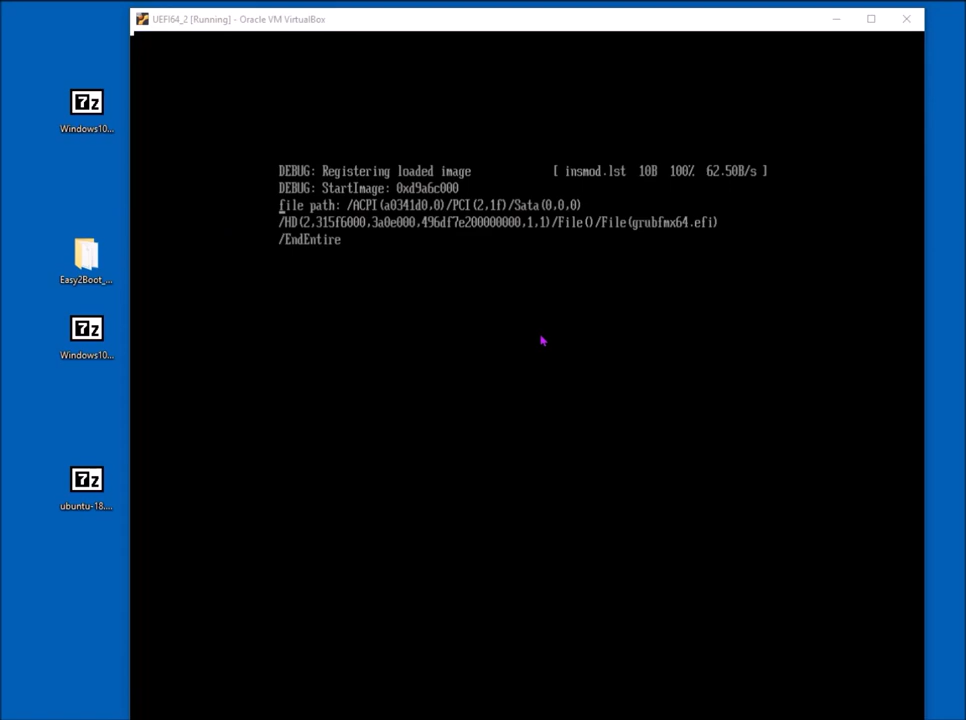 UEFI64_2 [Running] - Oracle VM VirtualBox
Windows10...
Easy2Boot_...
Windows10...
ubuntu-18....
DEBUG: Registering loaded image [ insmod.lst 10B 100% 62.50B/s ]
DEBUG: StartImage: 0xd9a6c000
file path: /ACPI(a0341d0,0)/PCI(2,1f)/Sata(0,0,0)
/HD(2,315f6000,3a0e000,496df7e200000000,1,1)/File()/File(grubfmx64.efi)
/EndEntire